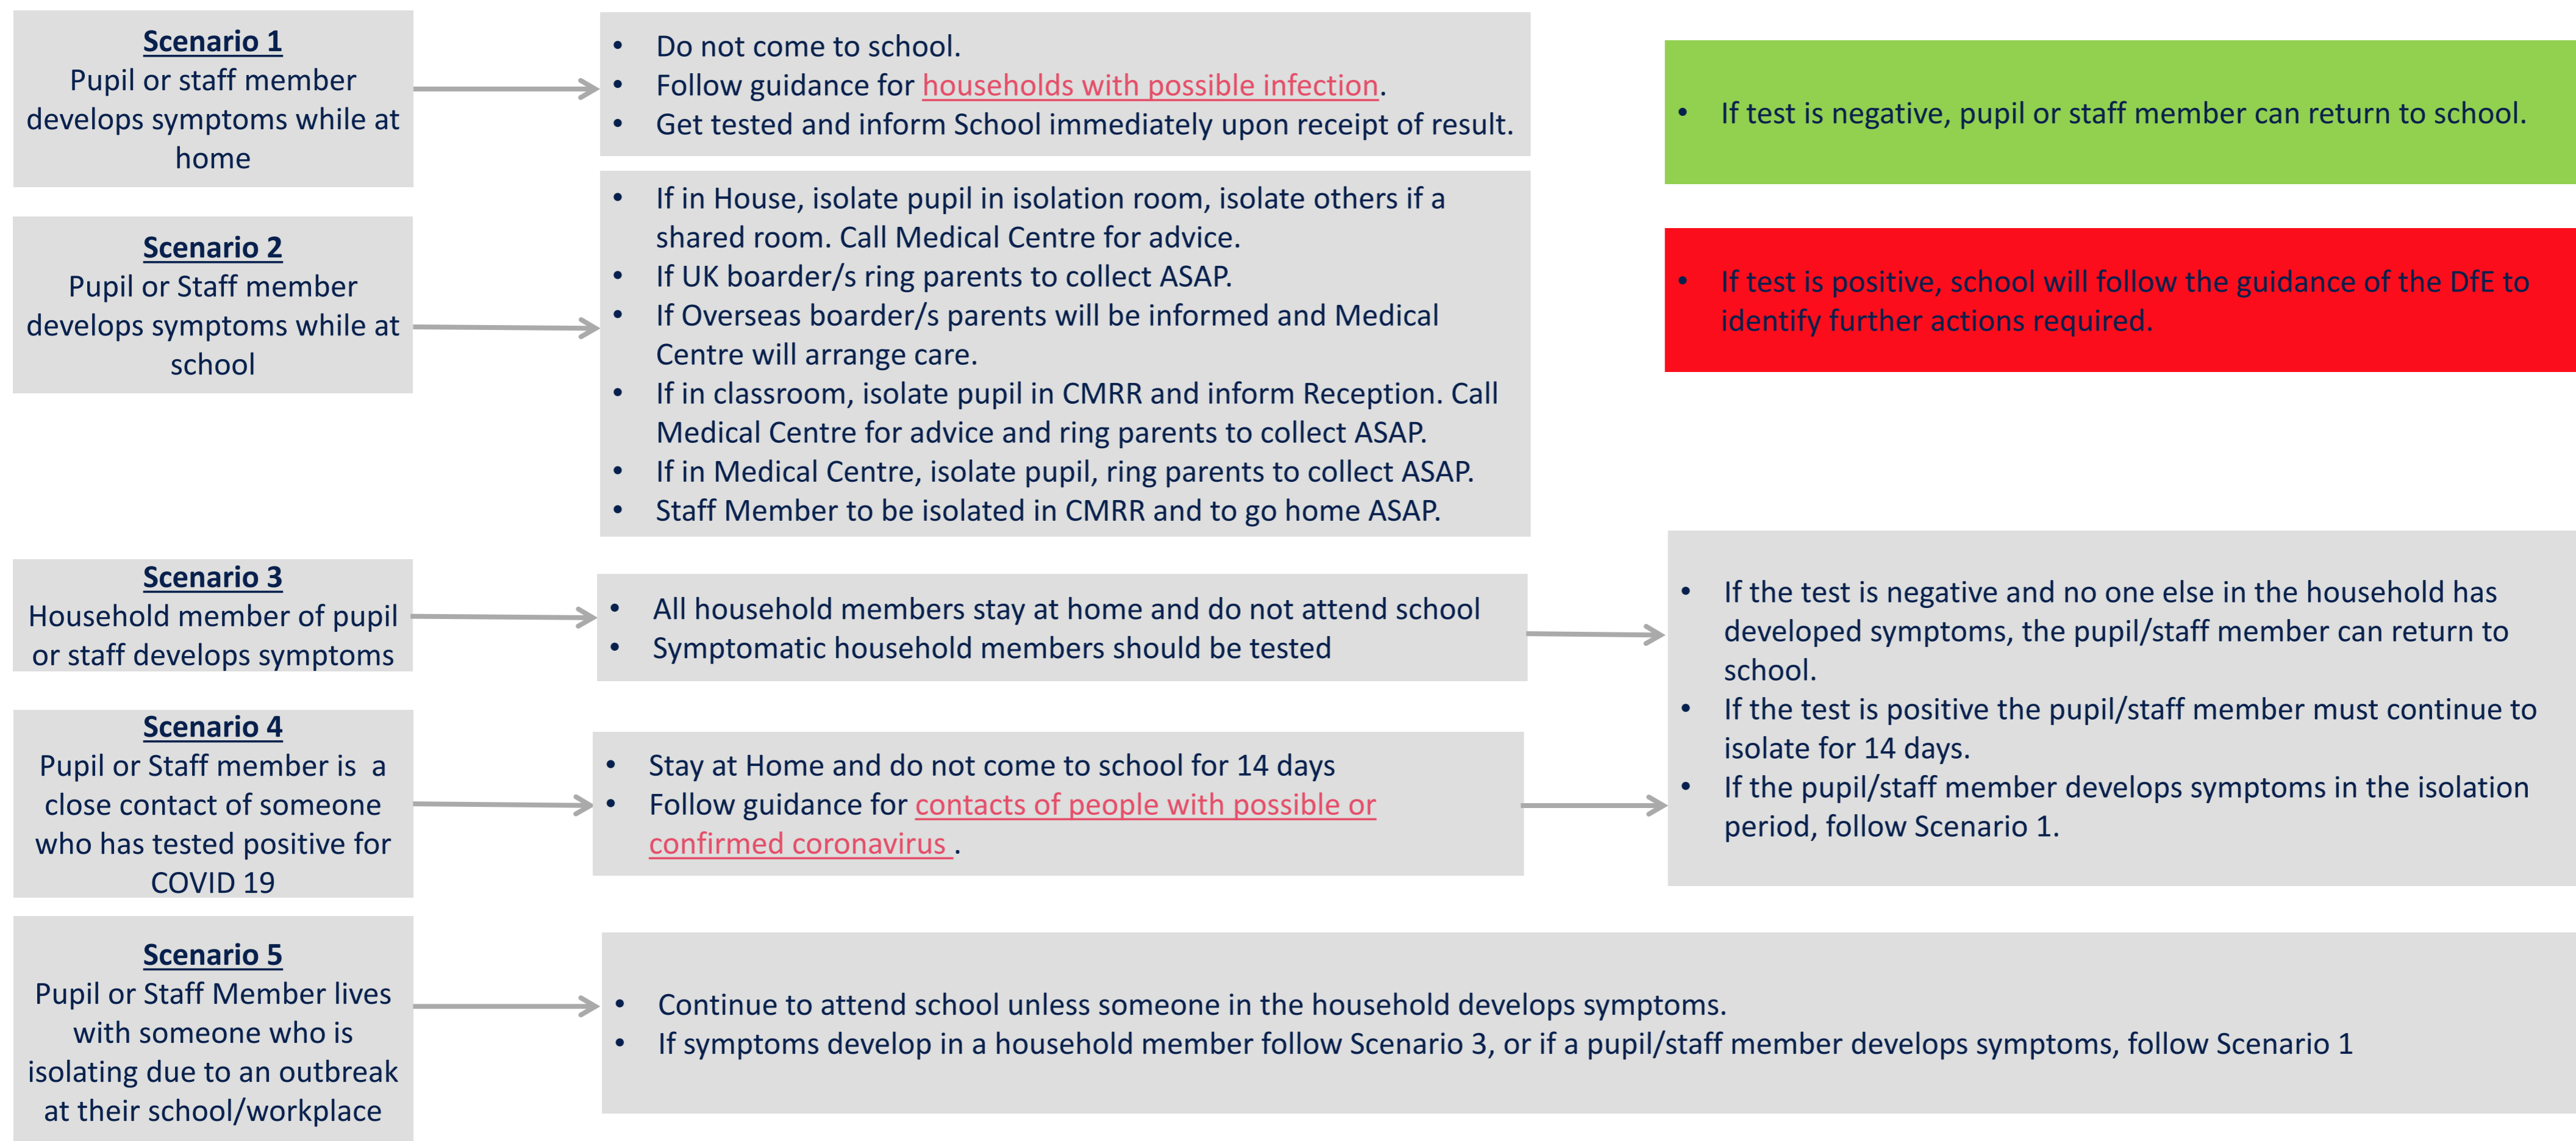 Scenario 1
Pupil or staff member
develops symptoms while at
home
• Do not come to school.
• Follow guidance for households with possible infection.
• Get tested and inform School immediately upon receipt of result.
• If test is negative, pupil or staff member can return to school.
Scenario 2
Pupil or Staff member
develops symptoms while at
school
• If in House, isolate pupil in isolation room, isolate others if a
shared room. Call Medical Centre for advice.
• If UK boarder/s ring parents to collect ASAP.
• If Overseas boarder/s parents will be informed and Medical
Centre will arrange care.
• If in classroom, isolate pupil in CMRR and inform Reception. Call
Medical Centre for advice and ring parents to collect ASAP.
• If in Medical Centre, isolate pupil, ring parents to collect ASAP.
• Staff Member to be isolated in CMRR and to go home ASAP.
• If test is positive, school will follow the guidance of the DfE to
identify further actions required.
Scenario 3
Household member of pupil
or staff develops symptoms
• All household members stay at home and do not attend school
• Symptomatic household members should be tested
• If the test is negative and no one else in the household has
developed symptoms, the pupil/staff member can return to
school.
• If the test is positive the pupil/staff member must continue to
isolate for 14 days.
• If the pupil/staff member develops symptoms in the isolation
period, follow Scenario 1.
Scenario 4
Pupil or Staff member is a
close contact of someone
who has tested positive for
COVID 19
• Stay at Home and do not come to school for 14 days
• Follow guidance for contacts of people with possible or
confirmed coronavirus .
Scenario 5
Pupil or Staff Member lives
with someone who is
isolating due to an outbreak
at their school/workplace
• Continue to attend school unless someone in the household develops symptoms.
• If symptoms develop in a household member follow Scenario 3, or if a pupil/staff member develops symptoms, follow Scenario 1